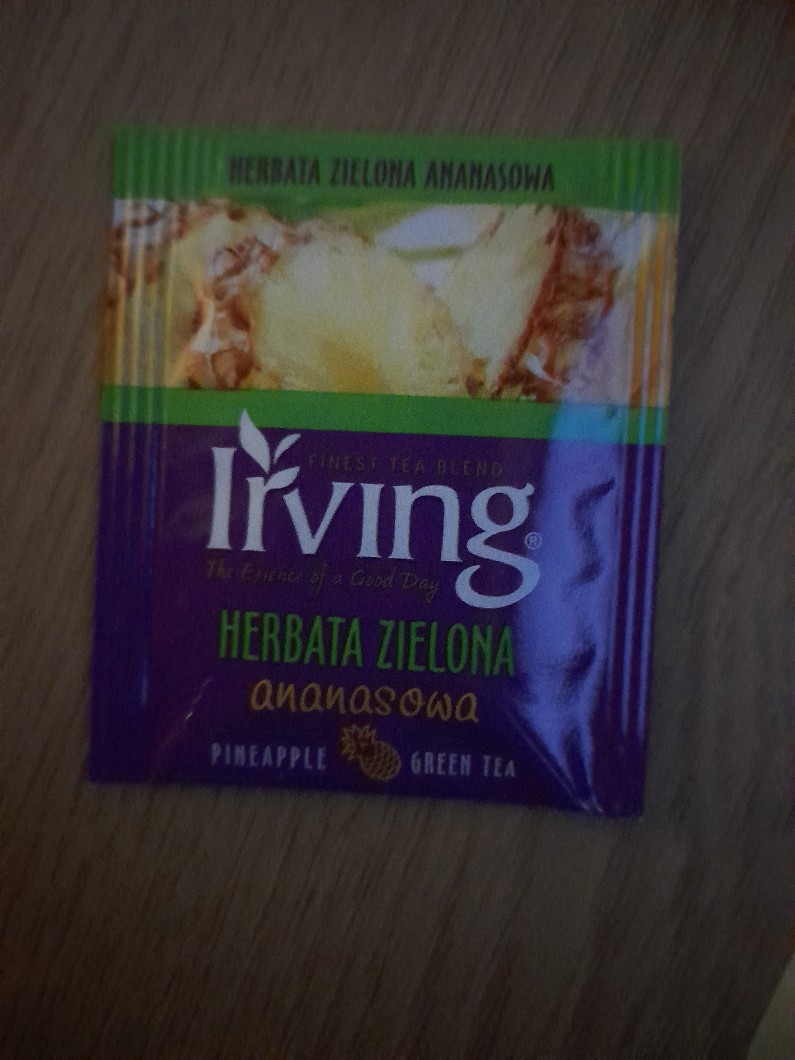 HERBATA ZIELONA ANANASOWA
FINEST TEA BLEND
Irving®
The Essence of a Good Day
HERBATA ZIELONA
ananasowa
PINEAPPLE GREEN TEA